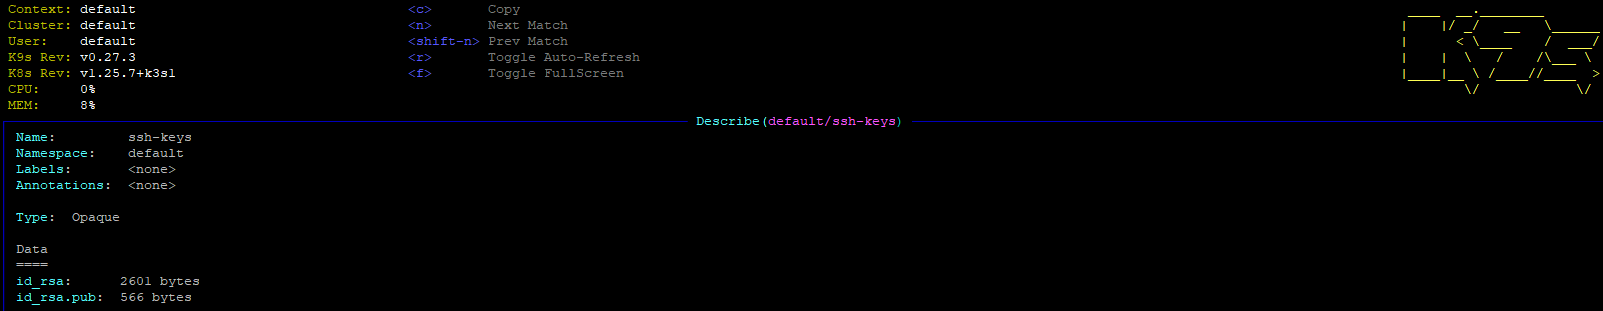 Context: default <c> Copy
Cluster: default <n> Next Match
User: default <shift-n> Prev Match
K9s Rev: v0.27.3 <r> Toggle Auto-Refresh
K8s Rev: v1.25.7+k3s1 <f> Toggle FullScreen
CPU: 0%
MEM: 8%
Describe(default/ssh-keys)
Name: ssh-keys
Namespace: default
Labels: <none>
Annotations: <none>
Type: Opaque
Data
====
id_rsa: 2601 bytes
id_rsa.pub: 566 bytes